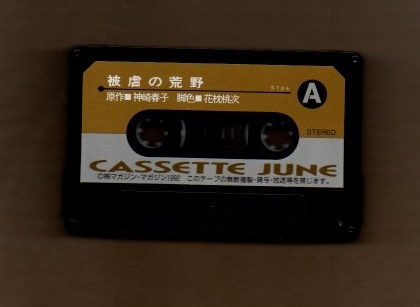 被虐の荒野
5794
原作■神崎春子 脚色■花枕桃次
A
STEREO
CASSETTE JUNE
©㈱マガジン・マガジン1992 このテープの無断複製・賃与・放送等を禁じます。